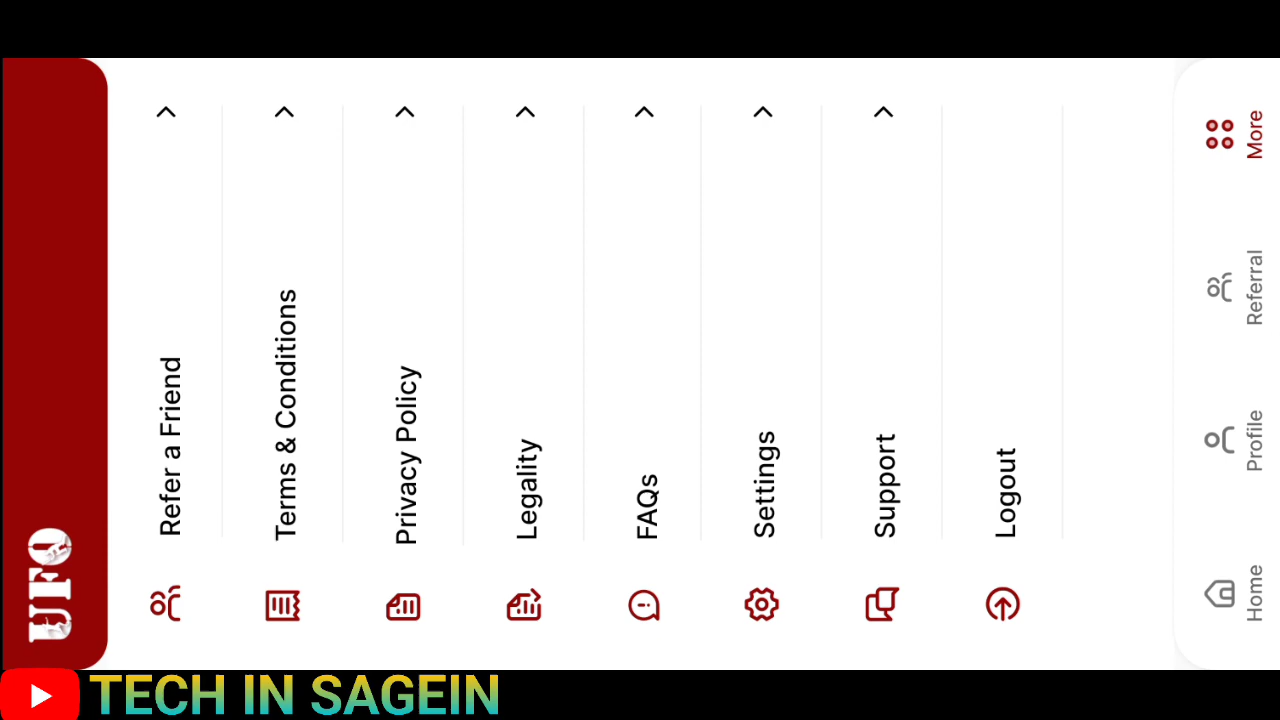 UFO
Refer a Friend
Terms & Conditions
Privacy Policy
Legality
FAQs
Settings
Support
Logout
Home
Profile
Referral
More
TECH IN SAGEIN